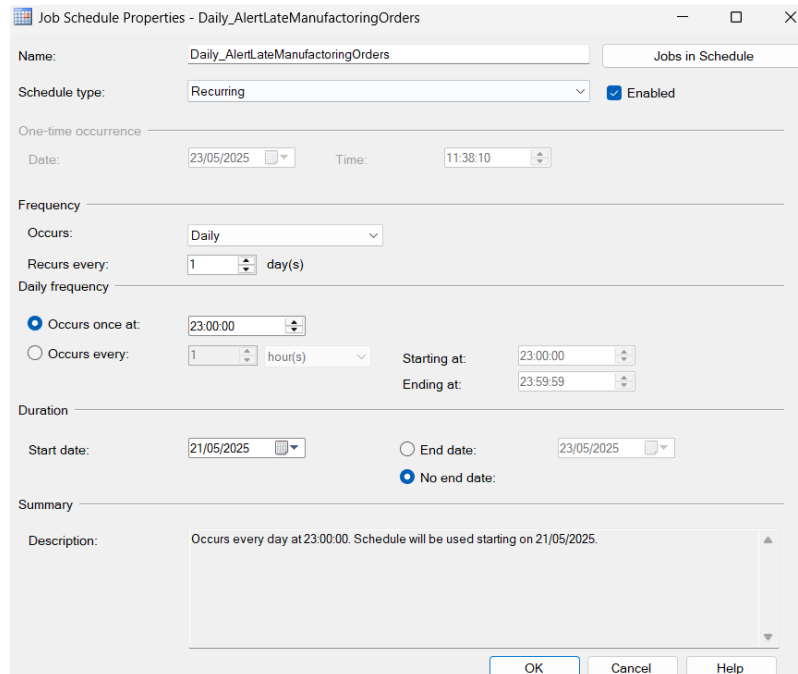 Job Schedule Properties - Daily_AlertLateManufactoringOrders
Name: Daily_AlertLateManufactoringOrders Jobs in Schedule
Schedule type: Recurring Enabled
One-time occurrence
Date: 23/05/2025 Time: 11:38:10
Frequency
Occurs: Daily
Recurs every: 1 day(s)
Daily frequency
Occurs once at: 23:00:00
Occurs every: 1 hour(s) Starting at: 23:00:00
Ending at: 23:59:59
Duration
Start date: 21/05/2025 End date: 23/05/2025
No end date:
Summary
Description: Occurs every day at 23:00:00. Schedule will be used starting on 21/05/2025.
OK Cancel Help